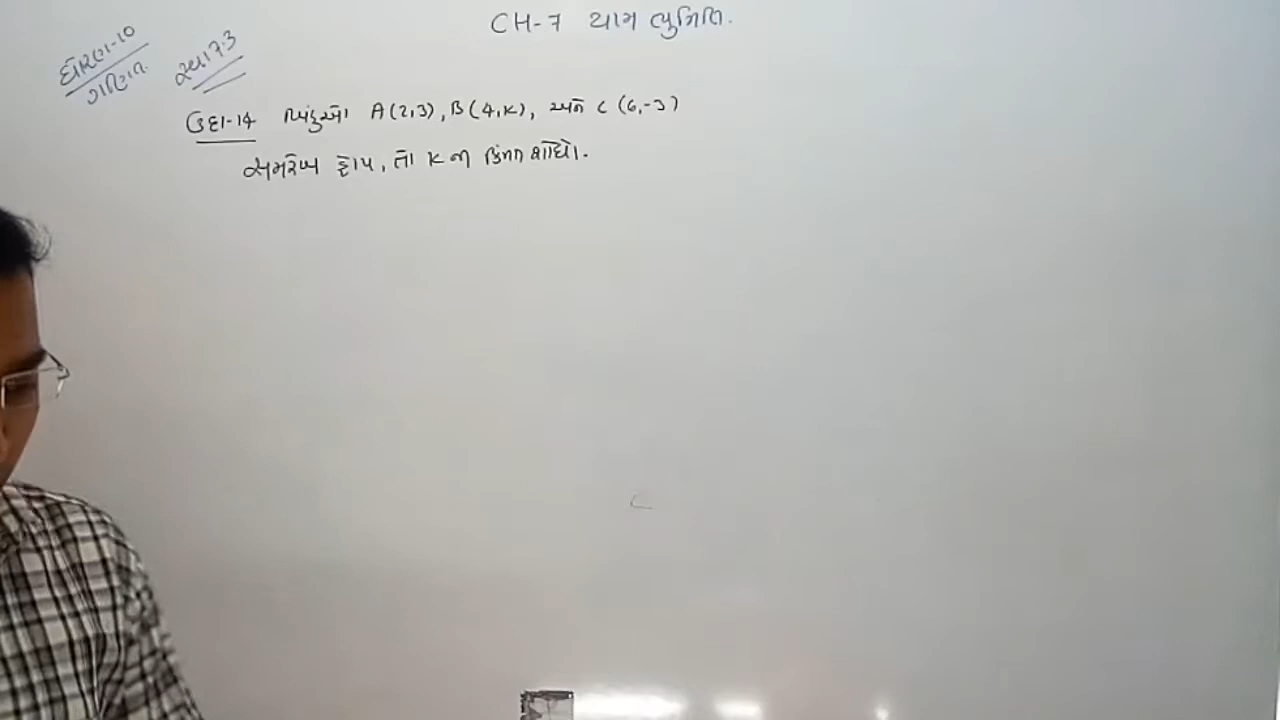 CH-7 યામ ભુમિતિ.
ધોરણ-10
ગણિત
સ્વા 7.3
ઉદા-14 બિંદુઓ A(2,3), B(4,K), અને C(6,-3)
સમરેખ હોય, તો K ની કિંમત શોધો.